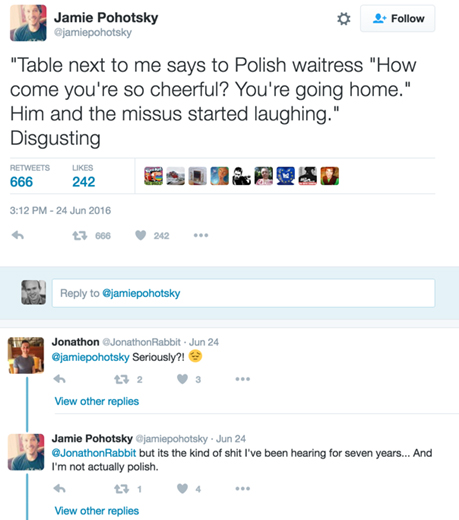 Jamie Pohotsky
@jamiepohotsky
Follow
"Table next to me says to Polish waitress "How
come you're so cheerful? You're going home."
Him and the missus started laughing."
Disgusting
RETWEETS LIKES
666 242
3:12 PM - 24 Jun 2016
666 242
Reply to @jamiepohotsky
Jonathon @JonathonRabbit · Jun 24
@jamiepohotsky Seriously?!
2 3
View other replies
Jamie Pohotsky @jamiepohotsky · Jun 24
@JonathonRabbit but its the kind of shit I've been hearing for seven years... And
I'm not actually polish.
1 4
View other replies